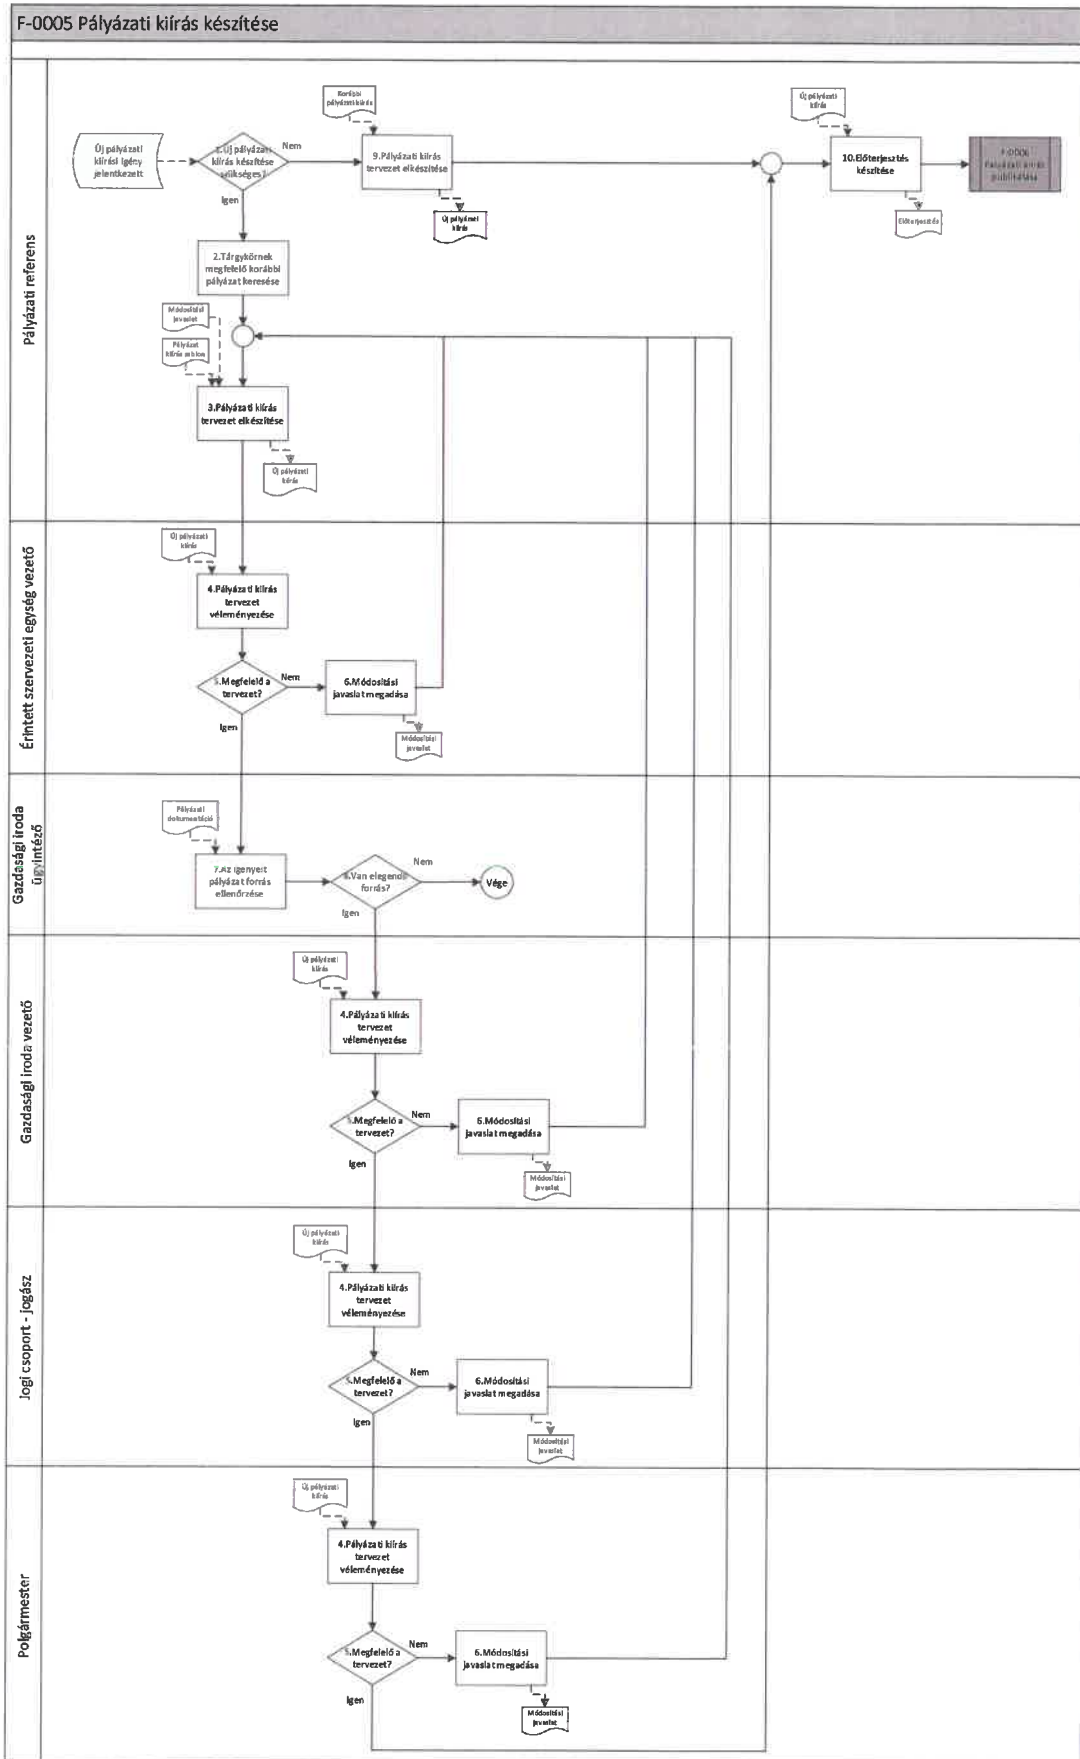 F-0005 Pályázati kiírás készítése
Pályázati referens
Új pályázati
kiírási igény
jelentkezett
Új pályázati
kiírás készítése
szükséges?
Nem
Igen
Korábbi
pályázati kiírás
9.Pályázati kiírás
tervezet elkészítése
Új pályázati
kiírás
Új pályázati
kiírás
10.Előterjesztés
készítése
Előterjesztés
F-0006
Pályázati kiírás
publikálása
2.Tárgykörnek
megfelelő korábbi
pályázat keresése
Módosítási
javaslat
Pályázat
kiírás sablon
3.Pályázati kiírás
tervezet elkészítése
Új pályázati
kiírás
Érintett szervezeti egység vezető
Új pályázati
kiírás
4.Pályázati kiírás
tervezet
véleményezése
5.Megfelelő a
tervezet?
Nem
Igen
6.Módosítási
javaslat megadása
Módosítási
javaslat
Gazdasági iroda
ügyintéző
Pályázati
dokumentáció
7.Az igényelt
pályázat forrás
ellenőrzése
8.Van elegendő
forrás?
Nem
Igen
Vége
Gazdasági iroda vezető
Új pályázati
kiírás
4.Pályázati kiírás
tervezet
véleményezése
5.Megfelelő a
tervezet?
Nem
Igen
6.Módosítási
javaslat megadása
Módosítási
javaslat
Jogi csoport - jogász
Új pályázati
kiírás
4.Pályázati kiírás
tervezet
véleményezése
5.Megfelelő a
tervezet?
Nem
Igen
6.Módosítási
javaslat megadása
Módosítási
javaslat
Polgármester
Új pályázati
kiírás
4.Pályázati kiírás
tervezet
véleményezése
5.Megfelelő a
tervezet?
Nem
Igen
6.Módosítási
javaslat megadása
Módosítási
javaslat